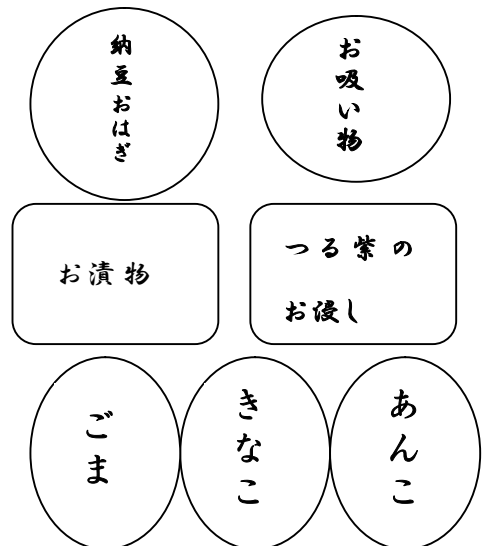 納豆おはぎ
お吸い物
お漬物
つる紫の
お浸し
ごま
きなこ
あんこ